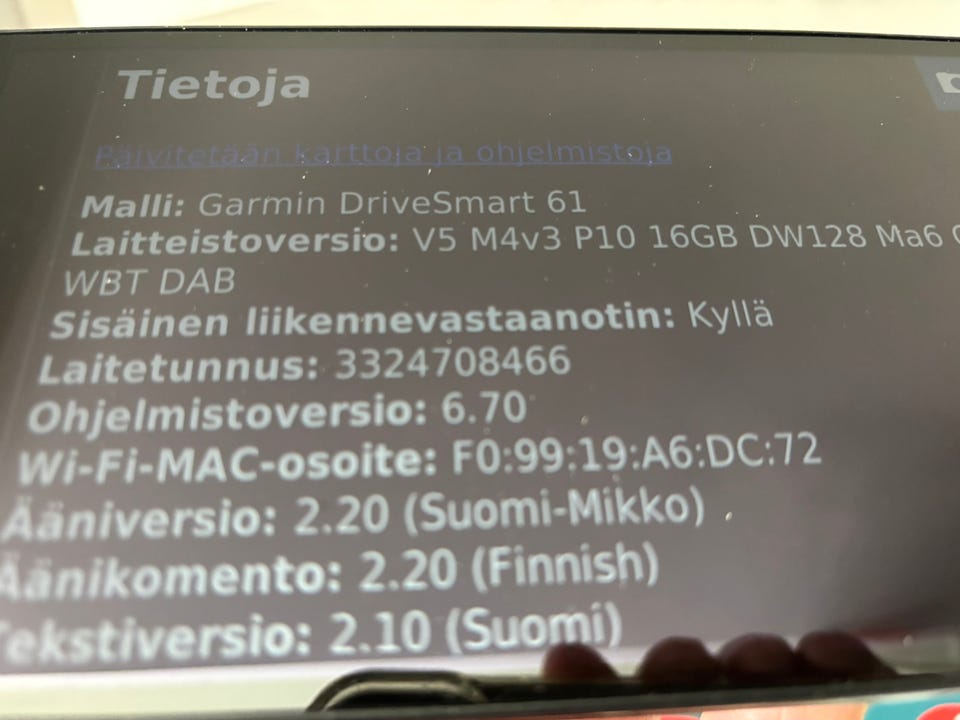 Tietoja
Päivitetään karttoja ja ohjelmistoja
Malli: Garmin DriveSmart 61
Laitteistoversio: V5 M4v3 P10 16GB DW128 Ma6
WBT DAB
Sisäinen liikennevastaanotin: Kyllä
Laitetunnus: 3324708466
Ohjelmistoversio: 6.70
Wi-Fi-MAC-osoite: F0:99:19:A6:DC:72
Ääniversio: 2.20 (Suomi-Mikko)
Äänikomento: 2.20 (Finnish)
Tekstiversio: 2.10 (Suomi)